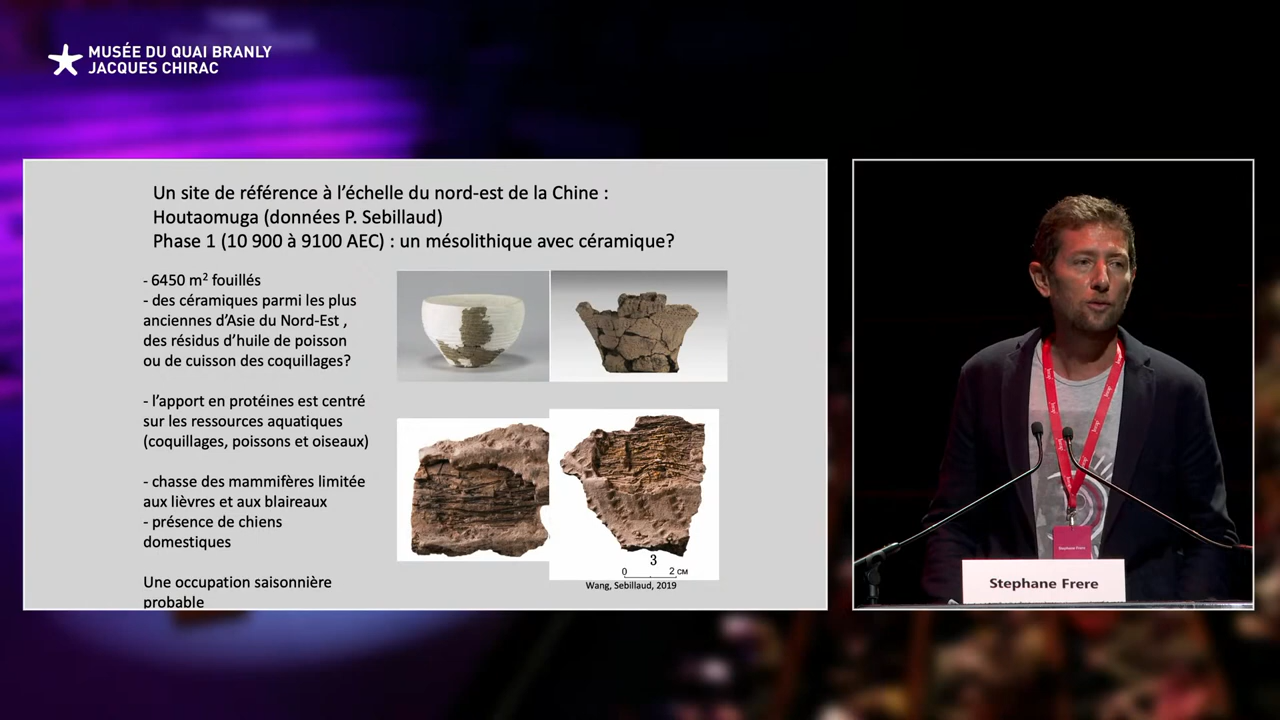 MUSÉE DU QUAI BRANLY
JACQUES CHIRAC
Un site de référence à l'échelle du nord-est de la Chine :
Houtaomuga (données P. Sebillaud)
Phase 1 (10 900 à 9100 AEC) : un mésolithique avec céramique?
- 6450 m² fouillés
- des céramiques parmi les plus
anciennes d'Asie du Nord-Est ,
des résidus d'huile de poisson
ou de cuisson des coquillages?
- l'apport en protéines est centré
sur les ressources aquatiques
(coquillages, poissons et oiseaux)
- chasse des mammifères limitée
aux lièvres et aux blaireaux
- présence de chiens
domestiques
Une occupation saisonnière
probable
3
0 2 см
Wang, Sebillaud, 2019
Stephane Frere
Stephane Frere